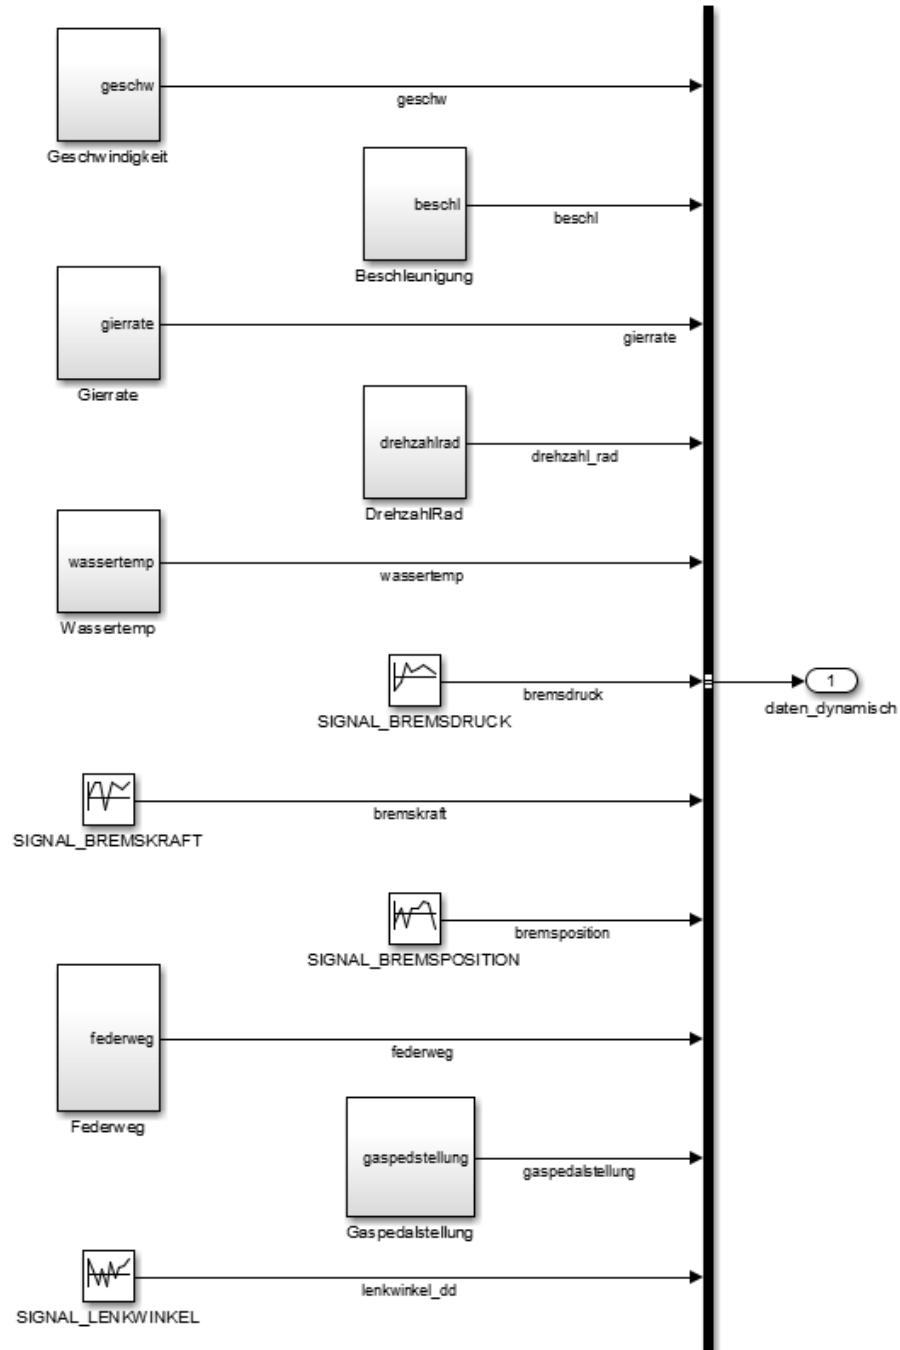 geschw
geschw
Geschwindigkeit
beschl
beschl
Beschleunigung
gierrate
gierrate
Gierrate
drehzahlrad
drehzahl_rad
DrehzahlRad
wassertemp
wassertemp
Wassertemp
bremsdruck
SIGNAL_BREMSDRUCK
1
daten_dynamisch
bremskraft
SIGNAL_BREMSKRAFT
bremsposition
SIGNAL_BREMSPOSITION
federweg
federweg
Federweg
gaspedstellung
gaspedalstellung
Gaspedalstellung
lenkwinkel_dd
SIGNAL_LENKWINKEL